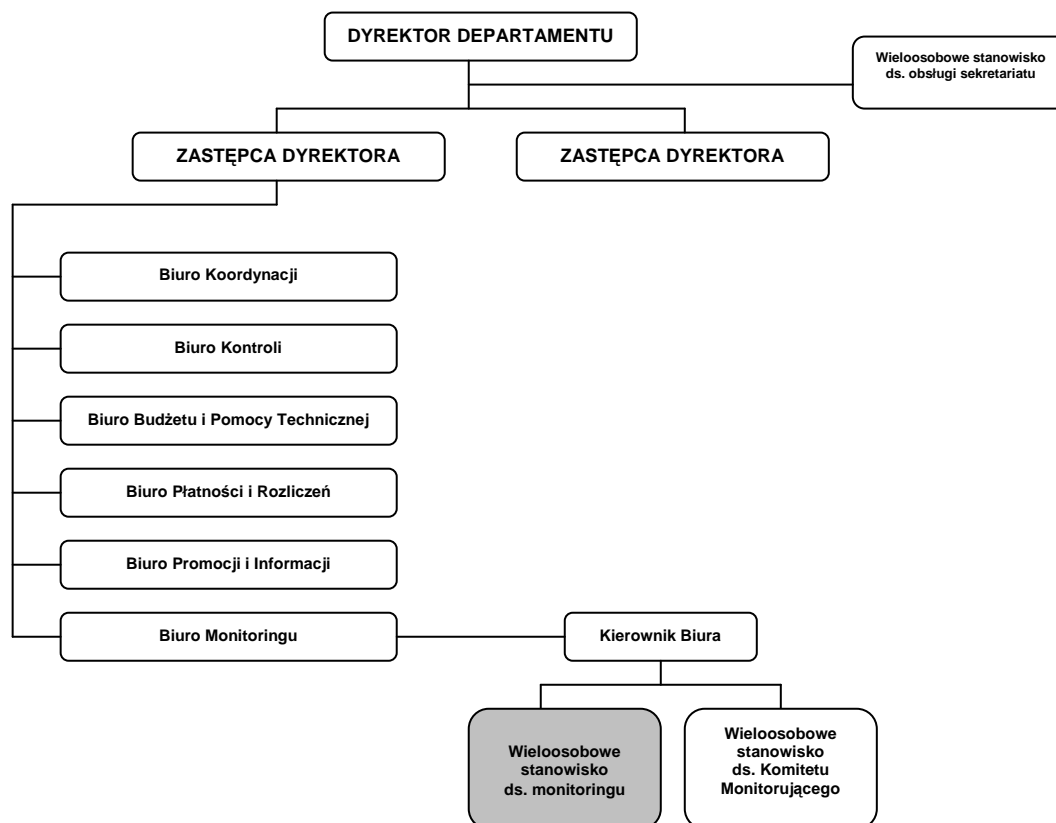 DYREKTOR DEPARTAMENTU
Wieloosobowe stanowisko
ds. obsługi sekretariatu
ZASTĘPCA DYREKTORA
ZASTĘPCA DYREKTORA
Biuro Koordynacji
Biuro Kontroli
Biuro Budżetu i Pomocy Technicznej
Biuro Płatności i Rozliczeń
Biuro Promocji i Informacji
Biuro Monitoringu
Kierownik Biura
Wieloosobowe
stanowisko
ds. monitoringu
Wieloosobowe
stanowisko
ds. Komitetu
Monitorującego